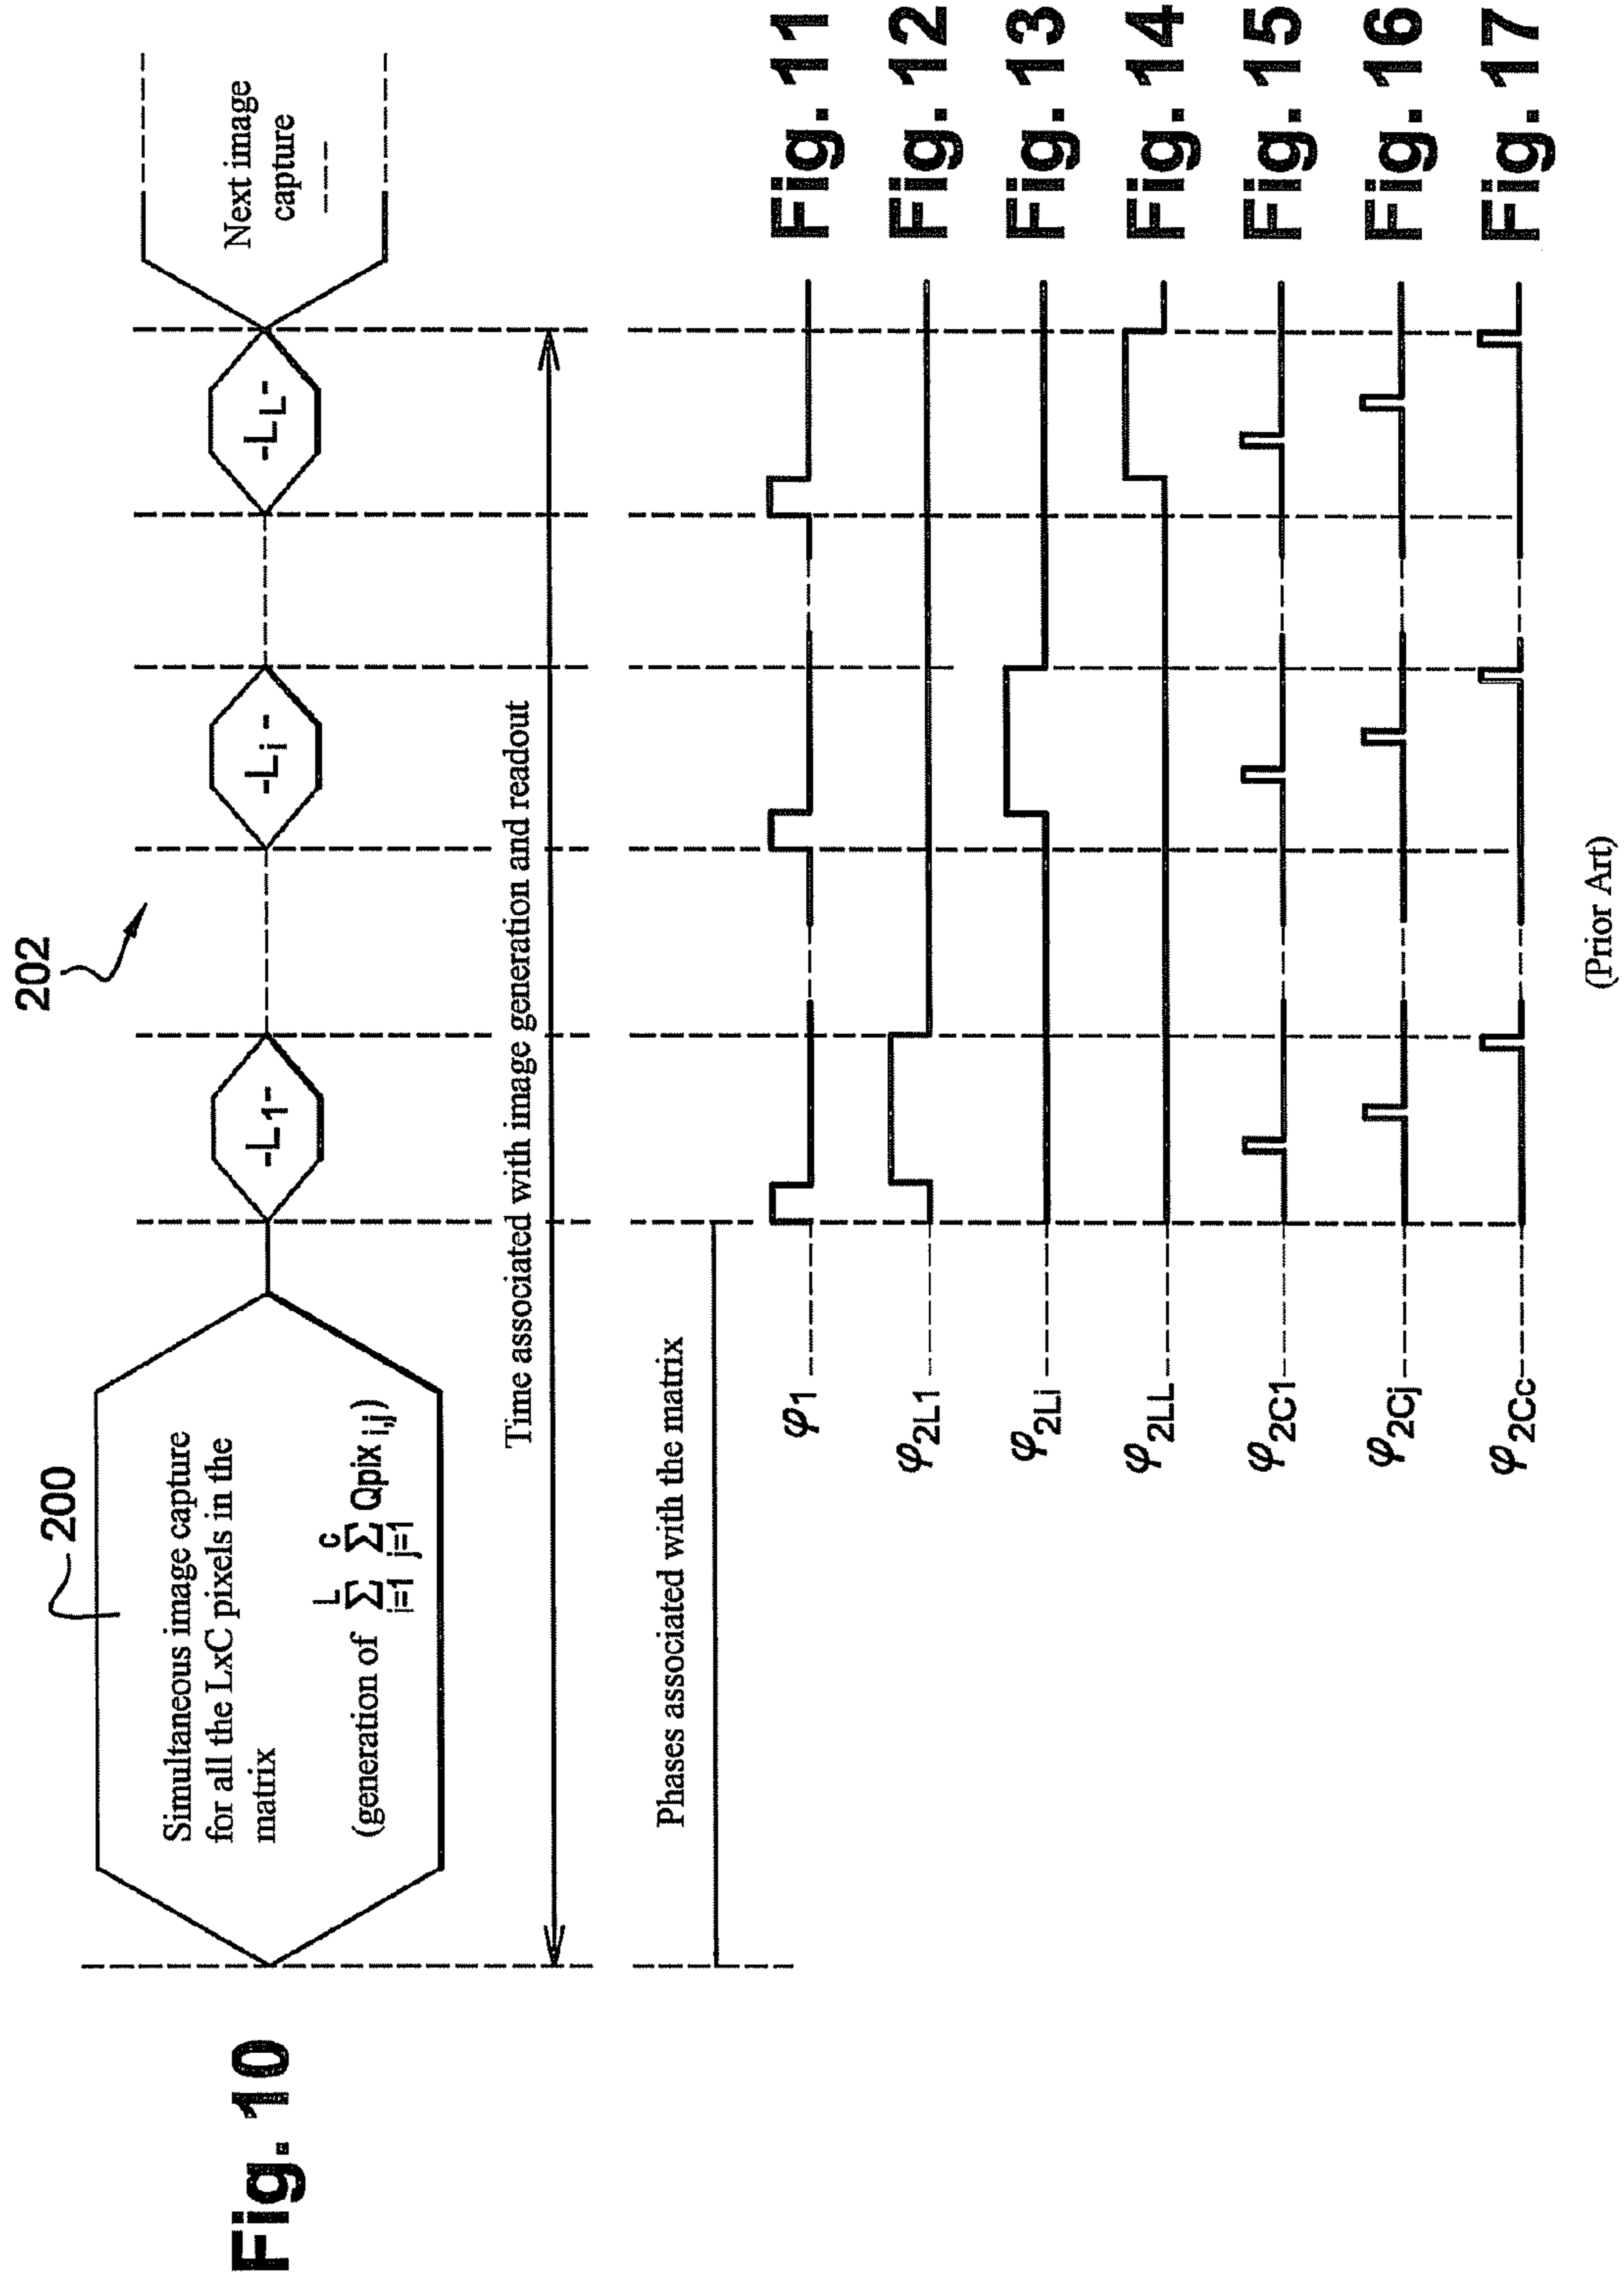 Fig. 10
200
Simultaneous image capture
for all the LxC pixels in the
matrix
(generation of L Σ i=1 c Σ j=1 Qpix i,j)
202
-L1-
-Li-
-LL-
Next image
capture
Time associated with image generation and readout
Phases associated with the matrix
φ1 Fig. 11
φ2L1 Fig. 12
φ2Li Fig. 13
φ2LL Fig. 14
φ2C1 Fig. 15
φ2Cj Fig. 16
φ2Cc Fig. 17
(Prior Art)